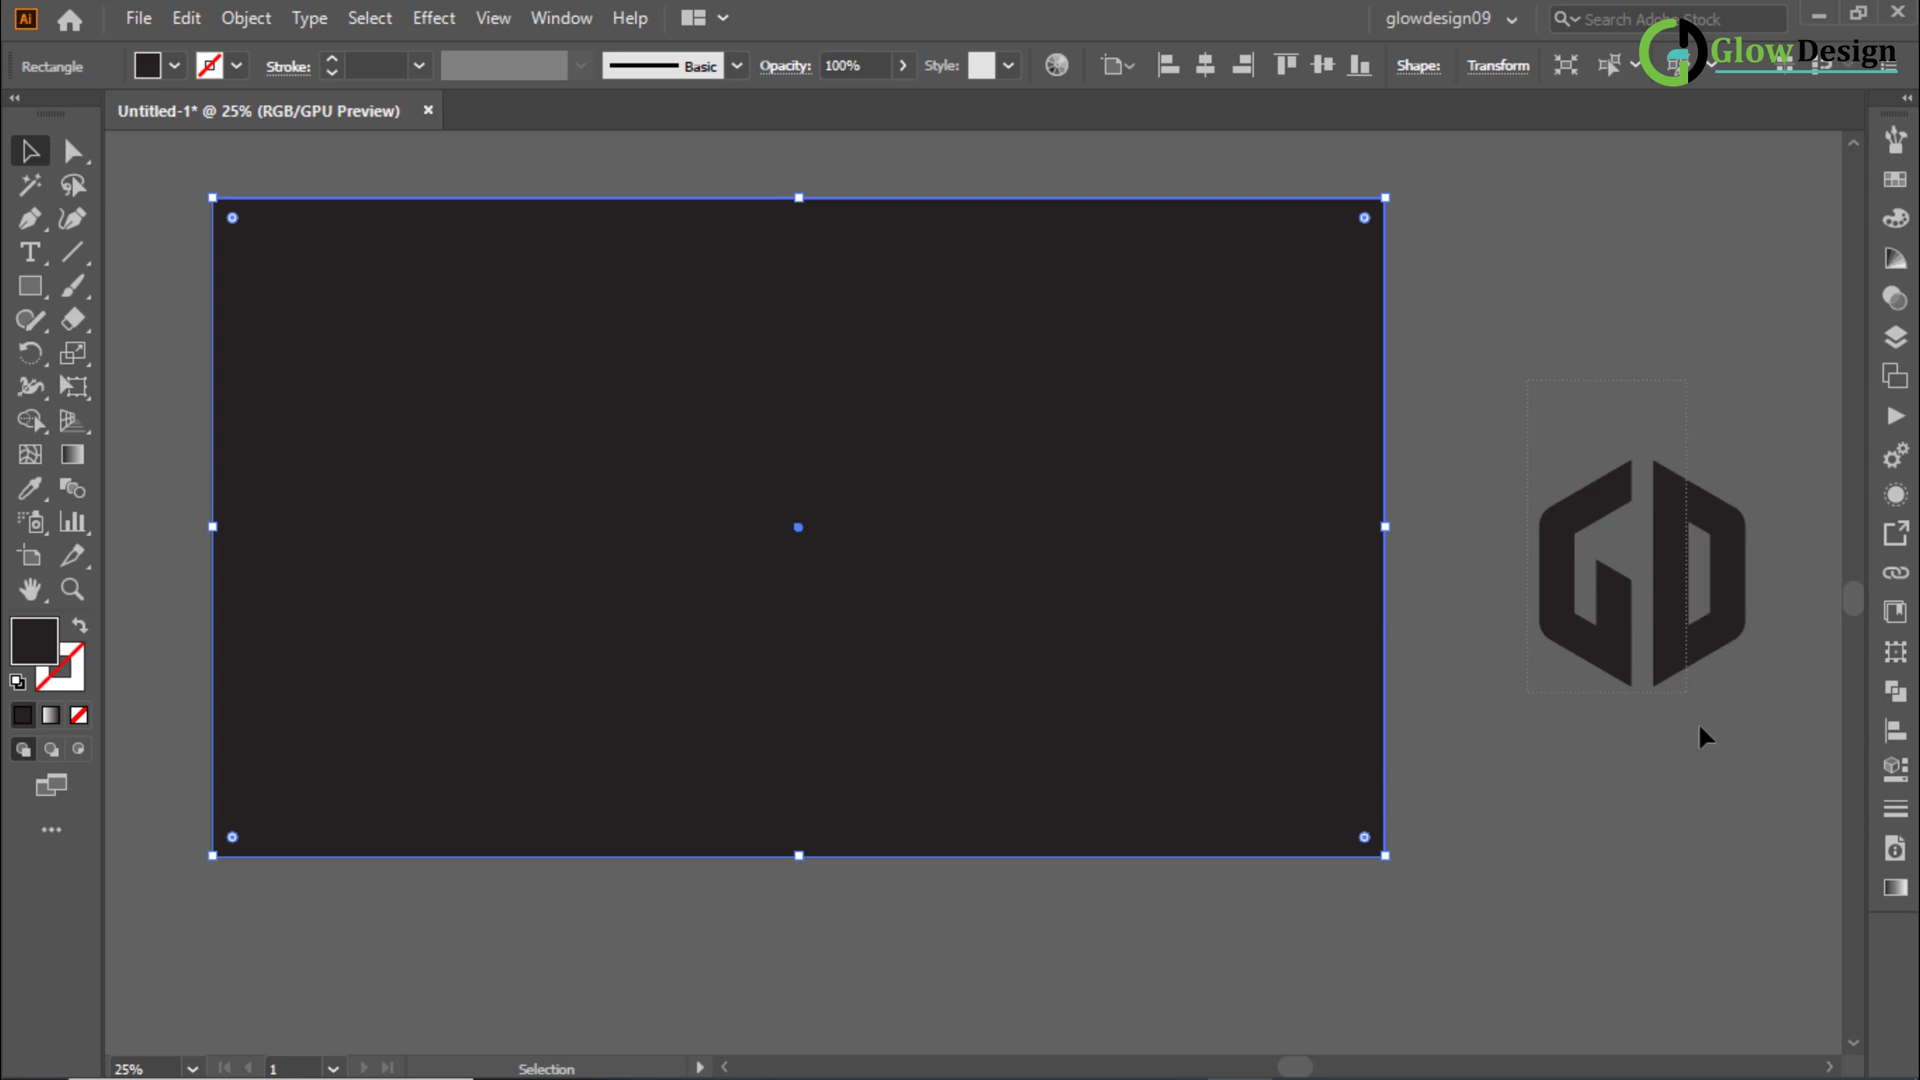 Ai File Edit Object Type Select Effect View Window Help glowdesign09 Search Adobe Stock
Rectangle Stroke: Basic Opacity: 100% Style: Shape: Transform
GlowDesign
Untitled-1* @ 25% (RGB/GPU Preview)
GD
25% 1 Selection